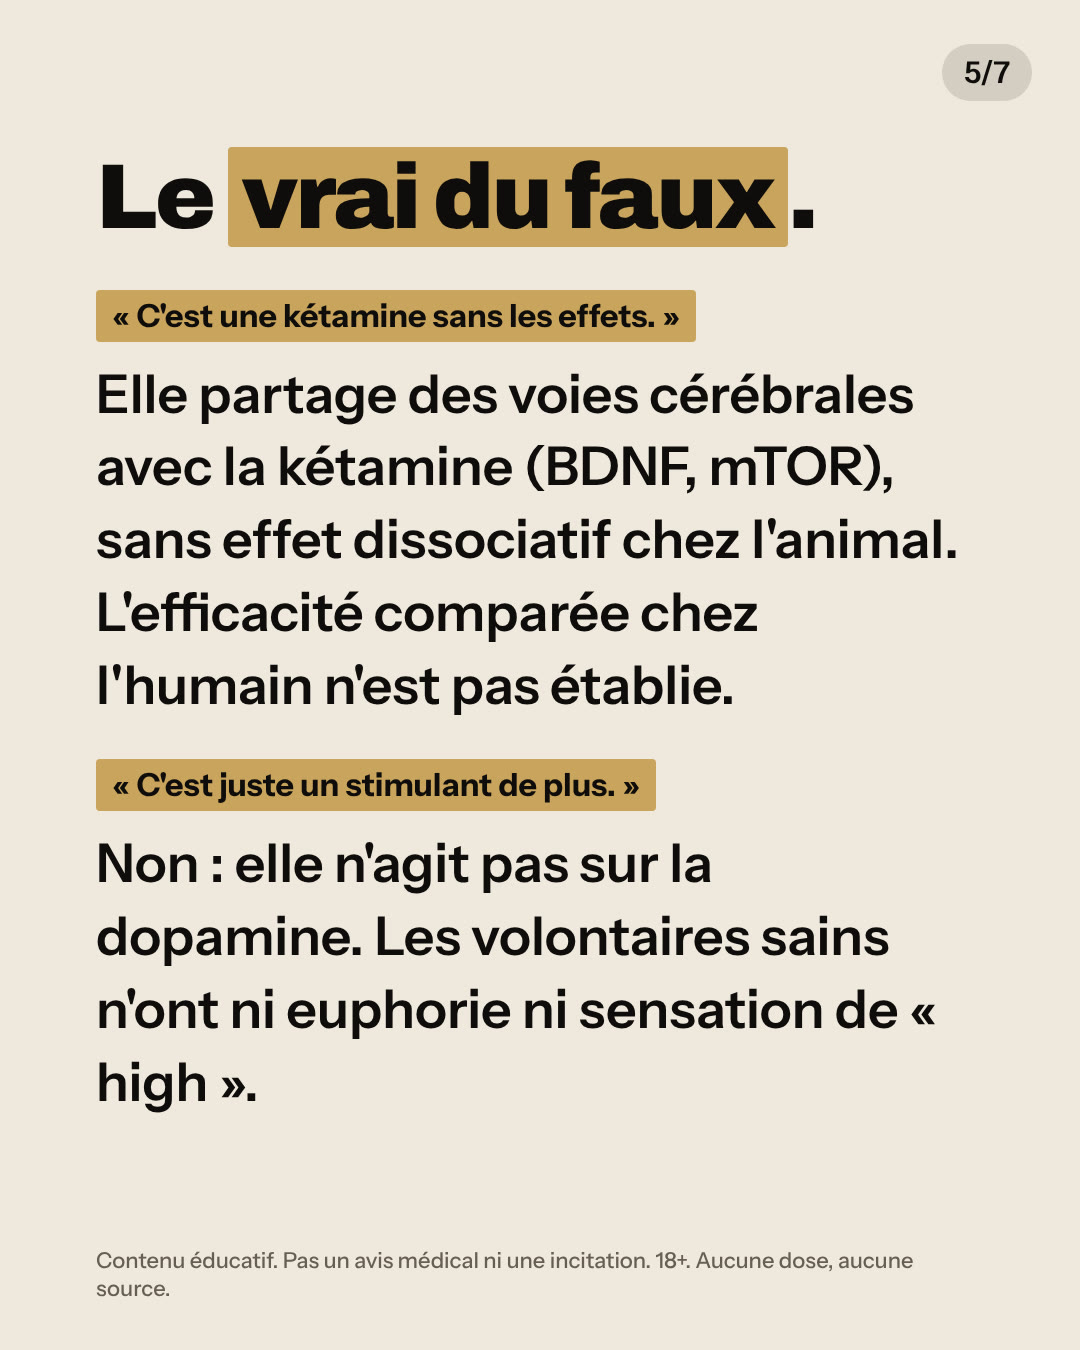 5/7
Le vrai du faux.
« C'est une kétamine sans les effets. »
Elle partage des voies cérébrales
avec la kétamine (BDNF, mTOR),
sans effet dissociatif chez l'animal.
L'efficacité comparée chez
l'humain n'est pas établie.
« C'est juste un stimulant de plus. »
Non : elle n'agit pas sur la
dopamine. Les volontaires sains
n'ont ni euphorie ni sensation de «
high ».
Contenu éducatif. Pas un avis médical ni une incitation. 18+. Aucune dose, aucune
source.